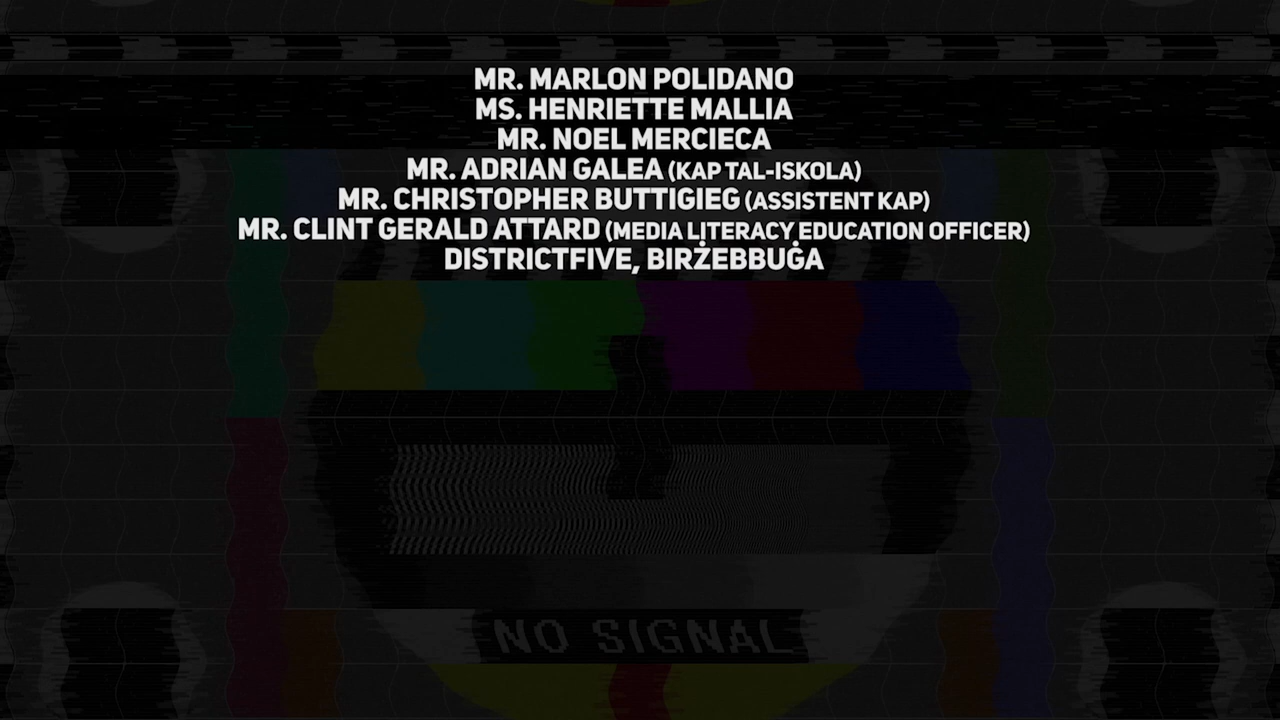 MR. MARLON POLIDANO
MS. HENRIETTE MALLIA
MR. NOEL MERCIECA
MR. ADRIAN GALEA (KAP TAL-ISKOLA)
MR. CHRISTOPHER BUTTIGIEG (ASSISTENT KAP)
MR. CLINT GERALD ATTARD (MEDIA LITERACY EDUCATION OFFICER)
DISTRICTFIVE, BIRŻEBBUĠA
NO SIGNAL